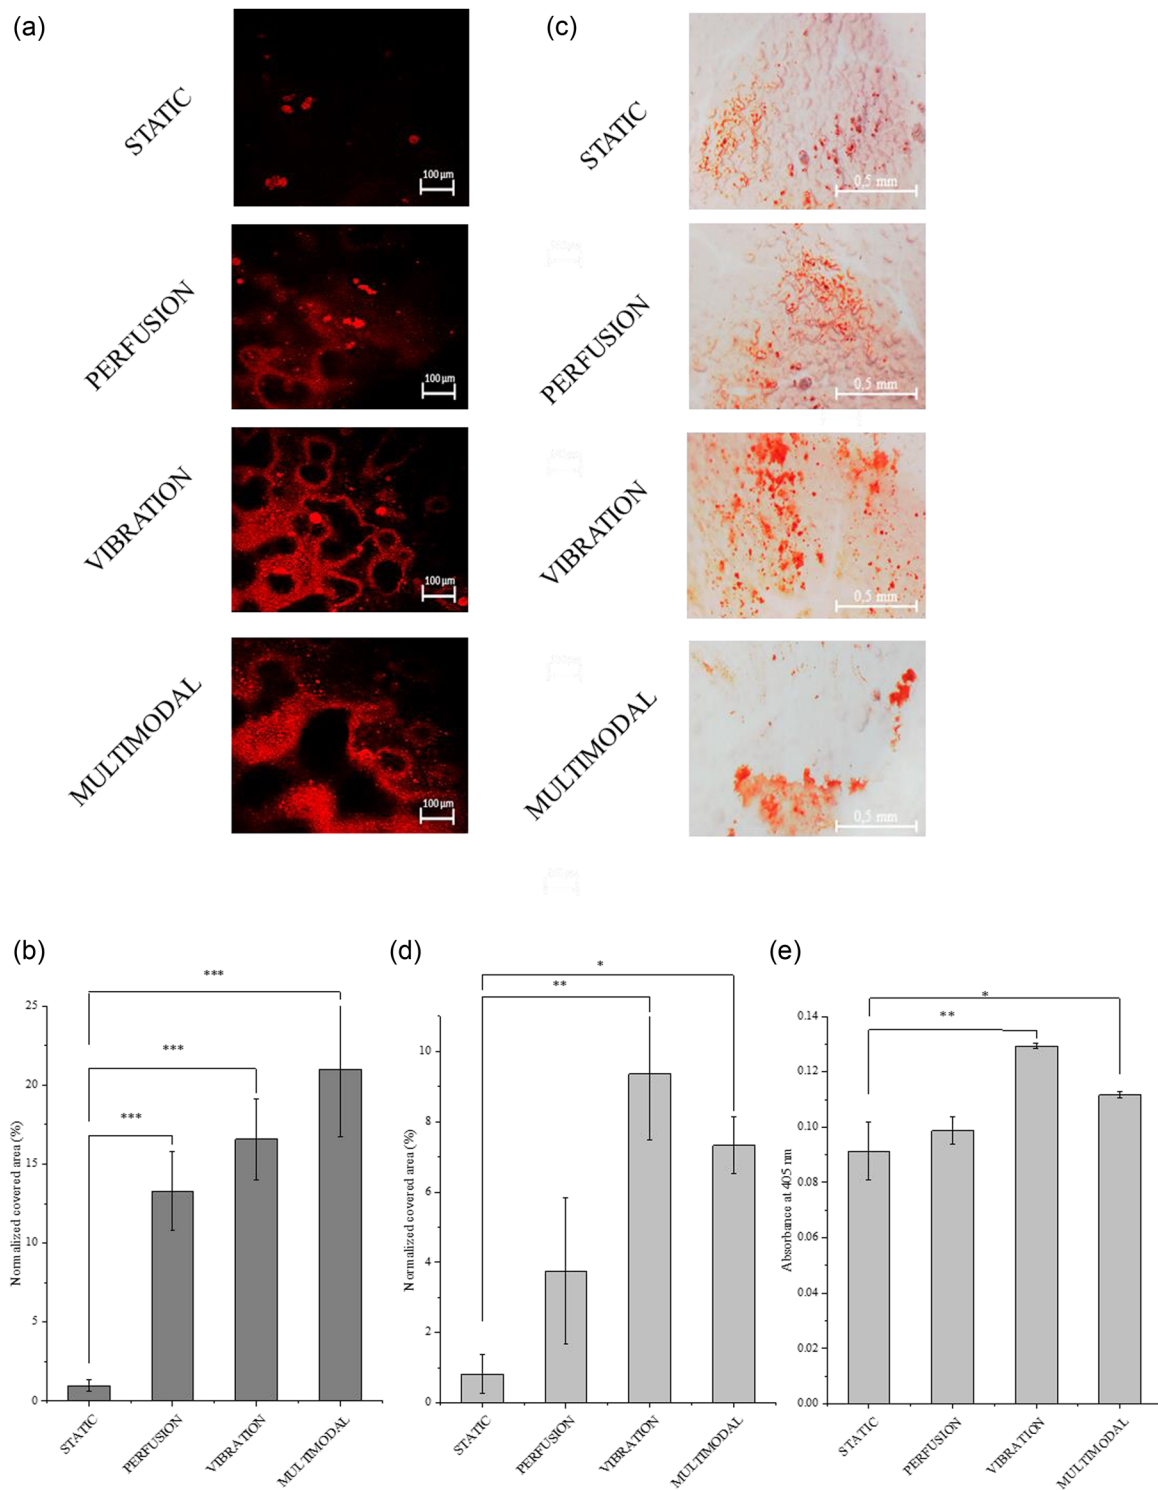 (a)
STATIC
100 µm
PERFUSION
100 µm
VIBRATION
100 µm
MULTIMODAL
100 µm
(c)
STATIC
0,5 mm
PERFUSION
0,5 mm
VIBRATION
0,5 mm
MULTIMODAL
0,5 mm
(b)
***
***
***
Normalized covered area (%)
25
20
15
10
5
0
STATIC
PERFUSION
VIBRATION
MULTIMODAL
(d)
*
**
Normalized covered area (%)
10
8
6
4
2
0
STATIC
PERFUSION
VIBRATION
MULTIMODAL
(e)
*
**
Absorbance at 405 nm
0.14
0.12
0.10
0.08
0.06
0.04
0.02
0.00
STATIC
PERFUSION
VIBRATION
MULTIMODAL